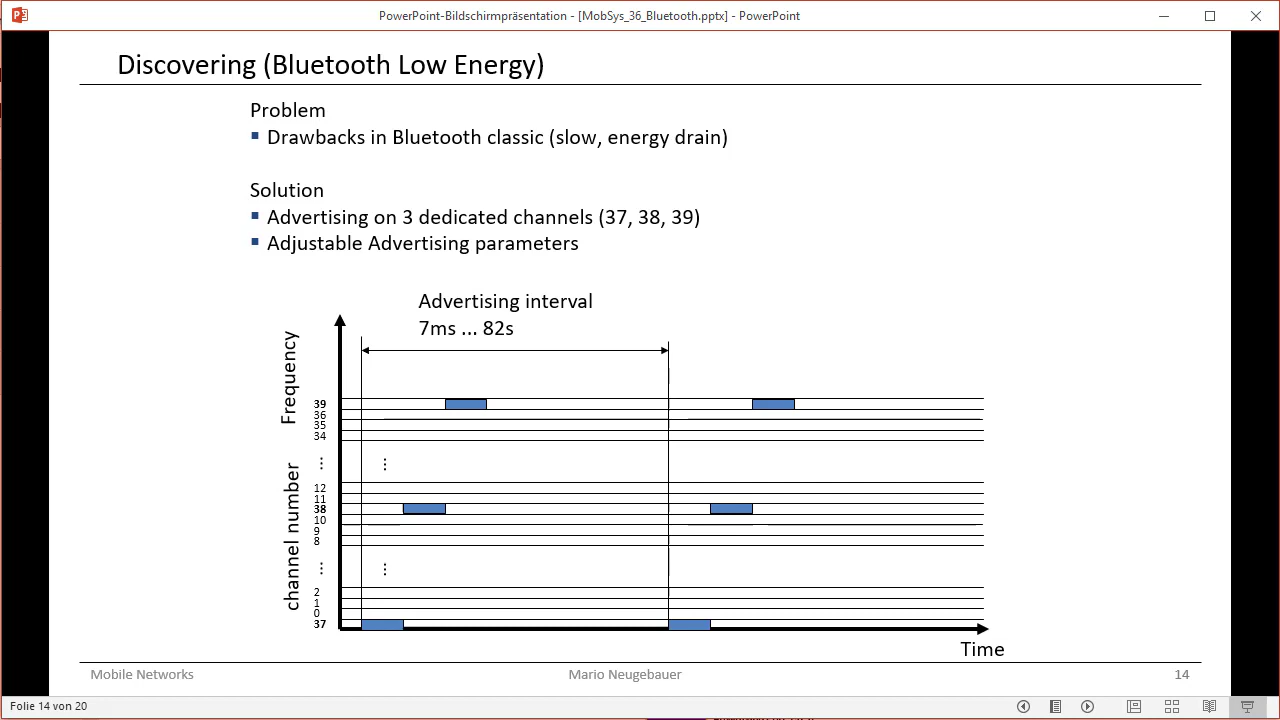 PowerPoint-Bildschirmpräsentation - [MobSys_36_Bluetooth.pptx] - PowerPoint
Discovering (Bluetooth Low Energy)
Problem
Drawbacks in Bluetooth classic (slow, energy drain)
Solution
Advertising on 3 dedicated channels (37, 38, 39)
Adjustable Advertising parameters
Advertising interval
7ms ... 82s
Frequency
channel number
39
36
35
34
⋮ ⋮
12
11
38
10
9
8
⋮ ⋮
2
1
0
37
Time
Mobile Networks Mario Neugebauer 14
Folie 14 von 20